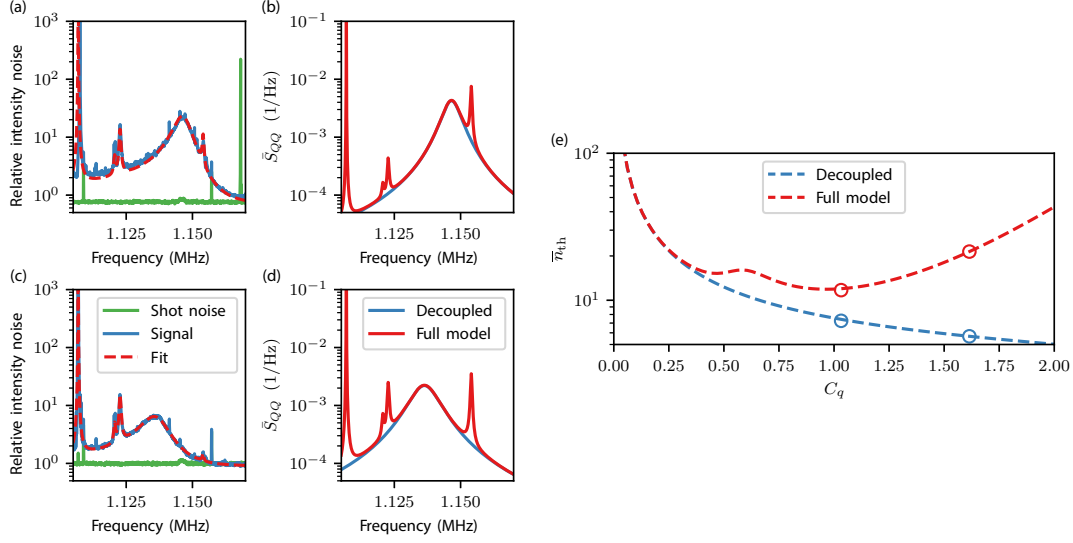 (a)
Relative intensity noise
10³
10²
10¹
10⁰
1.125
1.150
Frequency (MHz)
(b)
S̄_QQ (1/Hz)
10⁻¹
10⁻²
10⁻³
10⁻⁴
1.125
1.150
Frequency (MHz)
(c)
Relative intensity noise
10³
10²
10¹
10⁰
Shot noise
Signal
Fit
1.125
1.150
Frequency (MHz)
(d)
S̄_QQ (1/Hz)
10⁻¹
10⁻²
10⁻³
10⁻⁴
Decoupled
Full model
1.125
1.150
Frequency (MHz)
(e)
n̄_th
10²
10¹
Decoupled
Full model
0.00
0.25
0.50
0.75
1.00
1.25
1.50
1.75
2.00
C_q